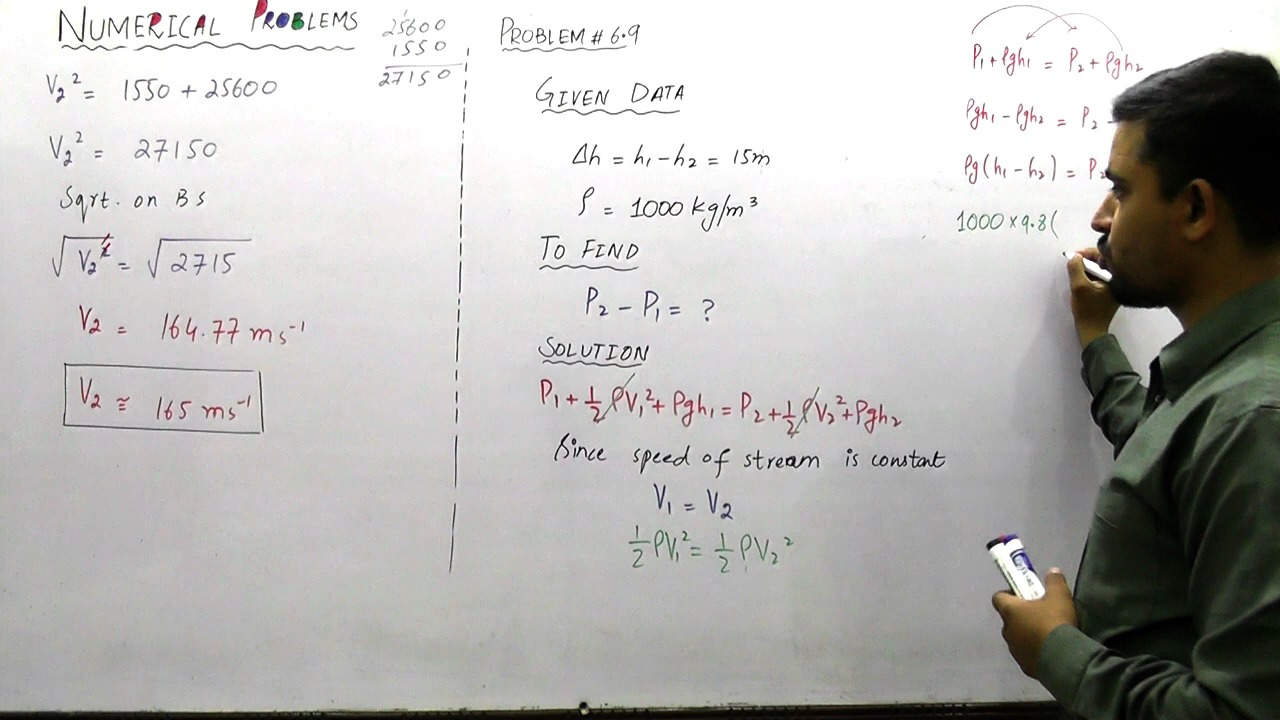 NUMERICAL PROBLEMS
25600
1550
27150
V₂² = 1550 + 25600
V₂² = 27150
Sqrt. on BS
√V₂² = √2715
V₂ = 164.77 ms⁻¹
V₂ ≅ 165 ms⁻¹
PROBLEM # 6.9
GIVEN DATA
Δh = h₁ - h₂ = 15m
ρ = 1000 kg/m³
TO FIND
P₂ - P₁ = ?
SOLUTION
P₁ + ½ρV₁² + ρgh₁ = P₂ + ½ρV₂² + ρgh₂
Since speed of stream is constant
V₁ = V₂
½ρV₁² = ½ρV₂²
P₁ + ρgh₁ = P₂ + ρgh₂
ρgh₁ - ρgh₂ = P₂ -
ρg(h₁ - h₂) = P₂
1000 × 9.8(